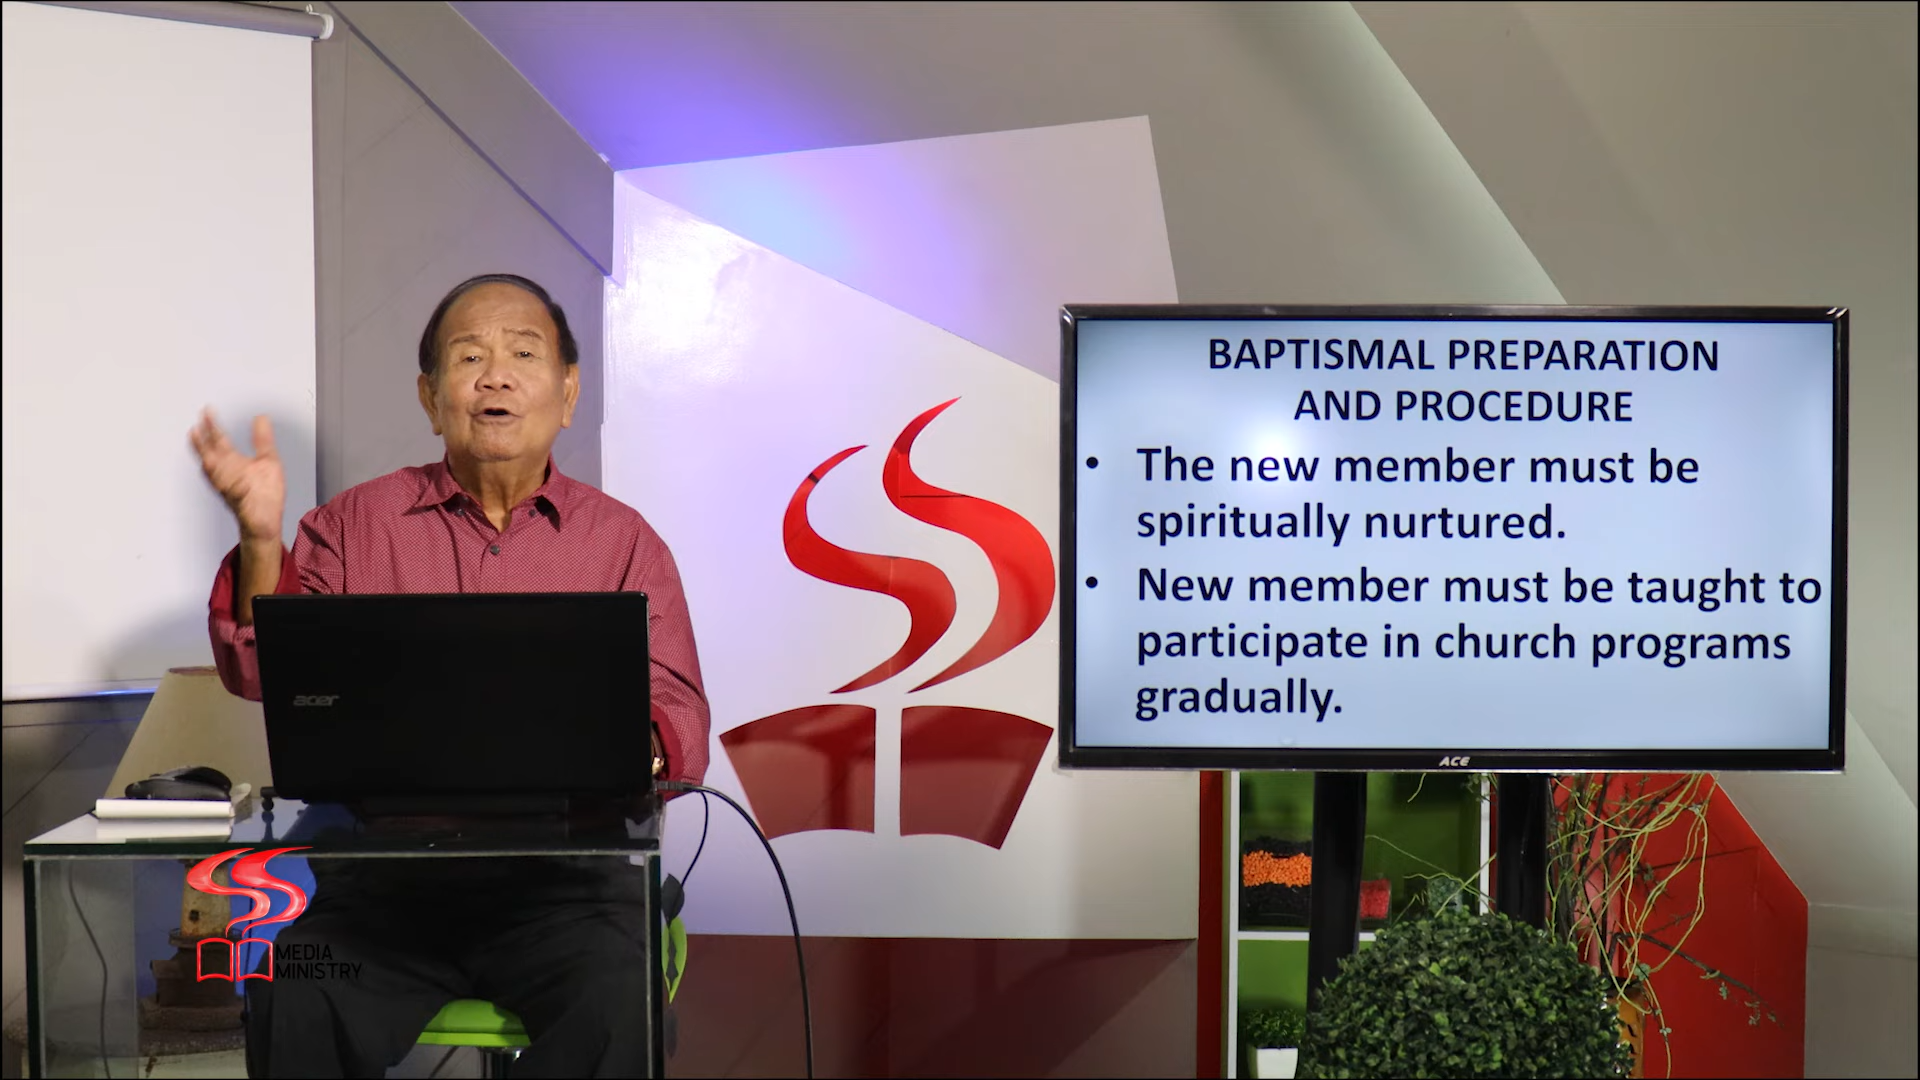 BAPTISMAL PREPARATION
AND PROCEDURE
• The new member must be
spiritually nurtured.
• New member must be taught to
participate in church programs
gradually.
ACE
acer
MEDIA
MINISTRY